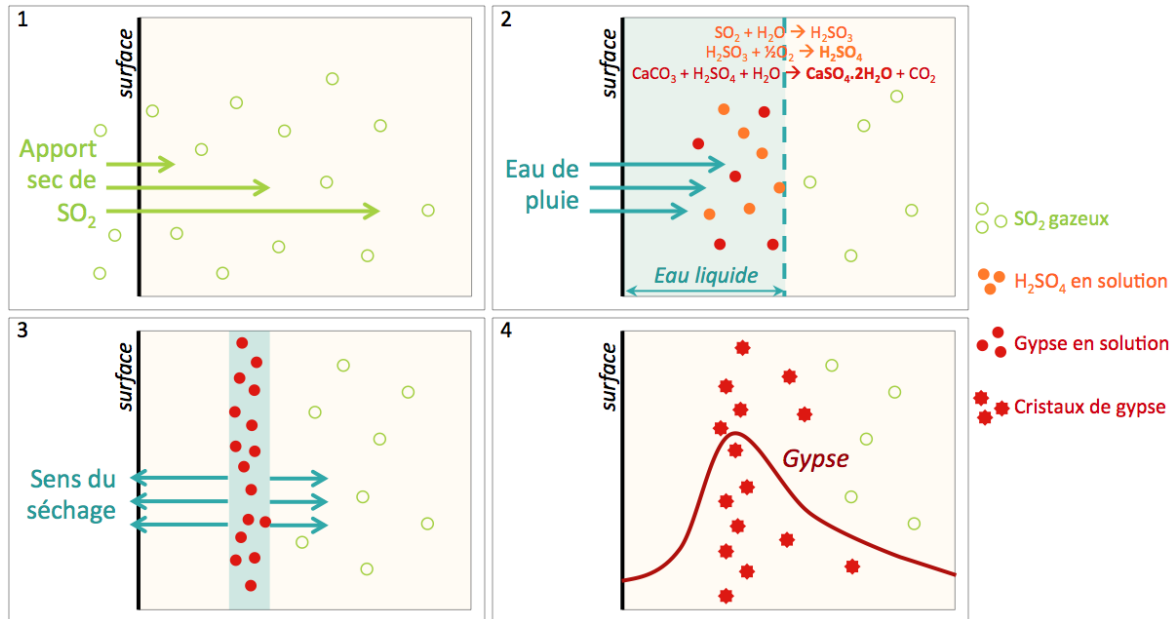 1
surface
Apport
sec de
SO₂
2
surface
SO₂ + H₂O → H₂SO₃
H₂SO₃ + ½O₂ → H₂SO₄
CaCO₃ + H₂SO₄ + H₂O → CaSO₄.2H₂O + CO₂
Eau de
pluie
Eau liquide
3
surface
Sens du
séchage
4
surface
Gypse
SO₂ gazeux
H₂SO₄ en solution
Gypse en solution
Cristaux de gypse